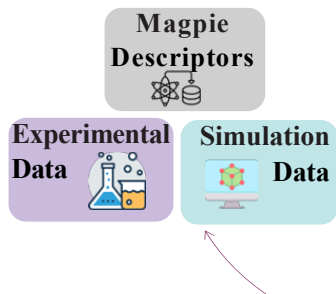 Magpie
Descriptors
Experimental
Data
Simulation
Data